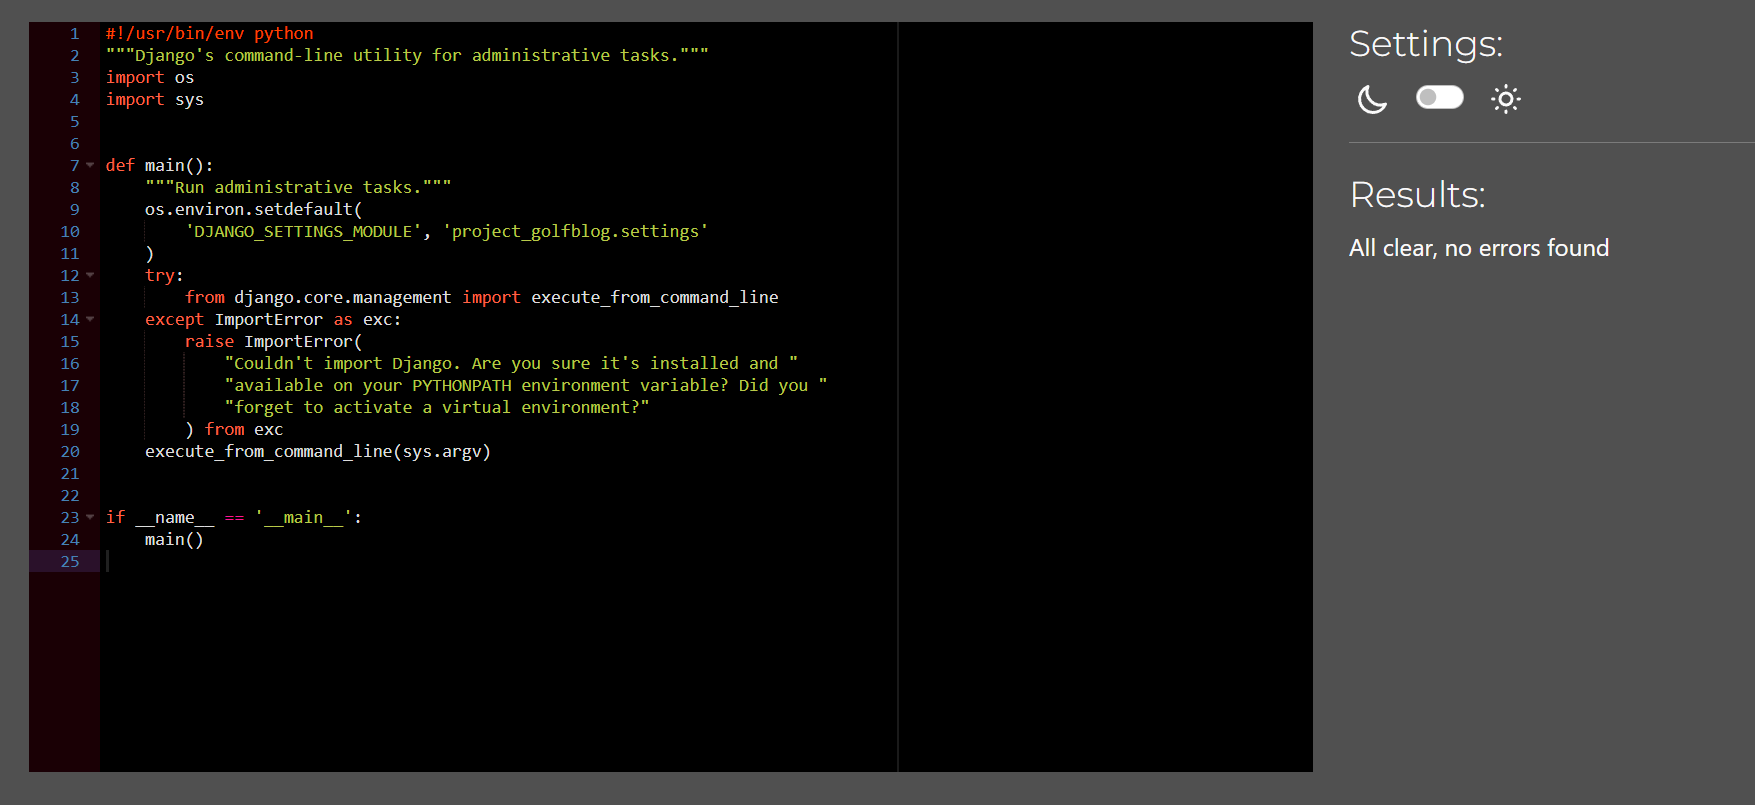 1 #!/usr/bin/env python
2 """Django's command-line utility for administrative tasks."""
3 import os
4 import sys
5
6
7 def main():
8     """Run administrative tasks."""
9     os.environ.setdefault(
10         'DJANGO_SETTINGS_MODULE', 'project_golfblog.settings'
11     )
12     try:
13         from django.core.management import execute_from_command_line
14     except ImportError as exc:
15         raise ImportError(
16             "Couldn't import Django. Are you sure it's installed and "
17             "available on your PYTHONPATH environment variable? Did you "
18             "forget to activate a virtual environment?"
19         ) from exc
20     execute_from_command_line(sys.argv)
21
22
23 if __name__ == '__main__':
24     main()
25
Settings:
Results:
All clear, no errors found